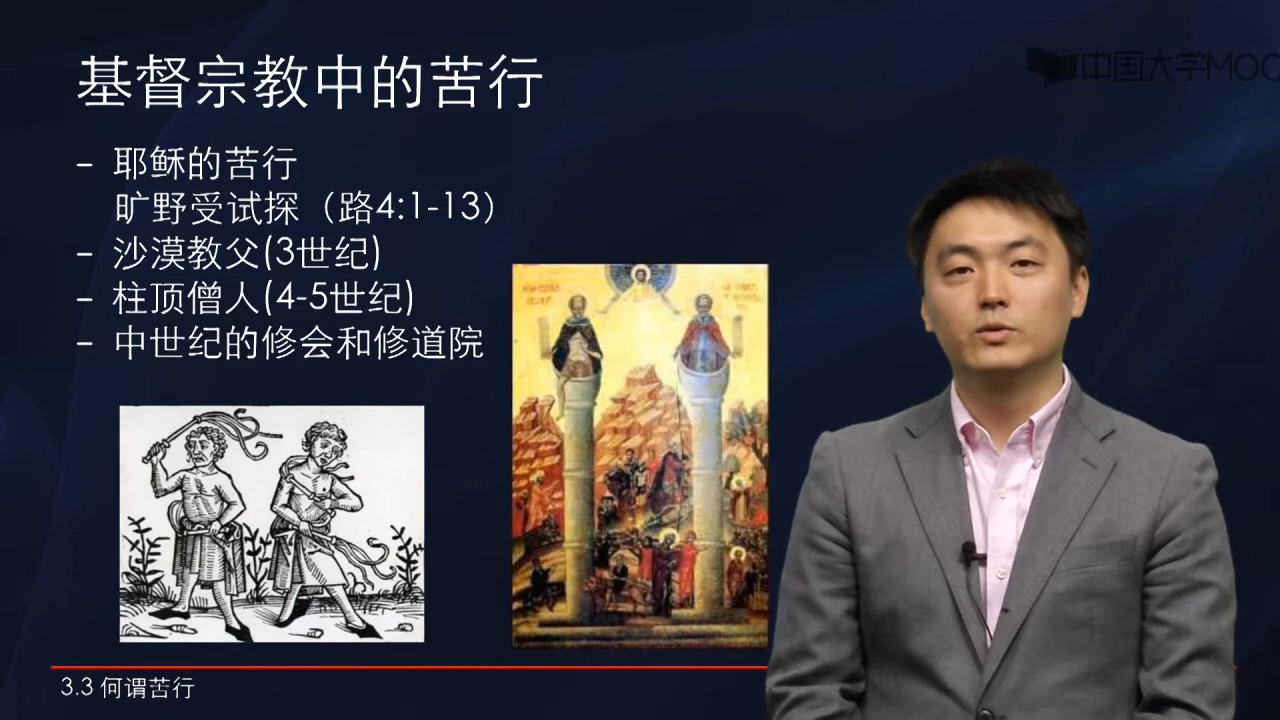 中国大学MOO
基督宗教中的苦行
- 耶稣的苦行
旷野受试探（路4:1-13）
- 沙漠教父(3世纪)
- 柱顶僧人(4-5世纪)
- 中世纪的修会和修道院
3.3 何谓苦行